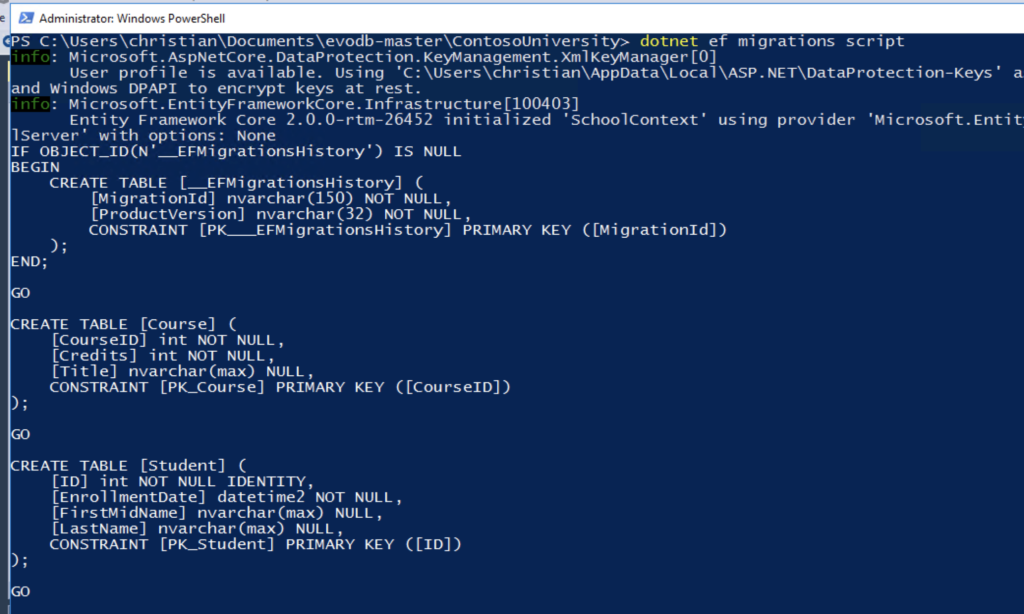 Administrator: Windows PowerShell
PS C:\Users\christian\Documents\evodb-master\ContosoUniversity> dotnet ef migrations script
info: Microsoft.AspNetCore.DataProtection.KeyManagement.XmlKeyManager[0]
      User profile is available. Using 'C:\Users\christian\AppData\Local\ASP.NET\DataProtection-Keys' a
and Windows DPAPI to encrypt keys at rest.
info: Microsoft.EntityFrameworkCore.Infrastructure[100403]
      Entity Framework Core 2.0.0-rtm-26452 initialized 'SchoolContext' using provider 'Microsoft.Entit
lServer' with options: None
IF OBJECT_ID(N'__EFMigrationsHistory') IS NULL
BEGIN
    CREATE TABLE [__EFMigrationsHistory] (
        [MigrationId] nvarchar(150) NOT NULL,
        [ProductVersion] nvarchar(32) NOT NULL,
        CONSTRAINT [PK___EFMigrationsHistory] PRIMARY KEY ([MigrationId])
    );
END;
GO
CREATE TABLE [Course] (
    [CourseID] int NOT NULL,
    [Credits] int NOT NULL,
    [Title] nvarchar(max) NULL,
    CONSTRAINT [PK_Course] PRIMARY KEY ([CourseID])
);
GO
CREATE TABLE [Student] (
    [ID] int NOT NULL IDENTITY,
    [EnrollmentDate] datetime2 NOT NULL,
    [FirstMidName] nvarchar(max) NULL,
    [LastName] nvarchar(max) NULL,
    CONSTRAINT [PK_Student] PRIMARY KEY ([ID])
);
GO